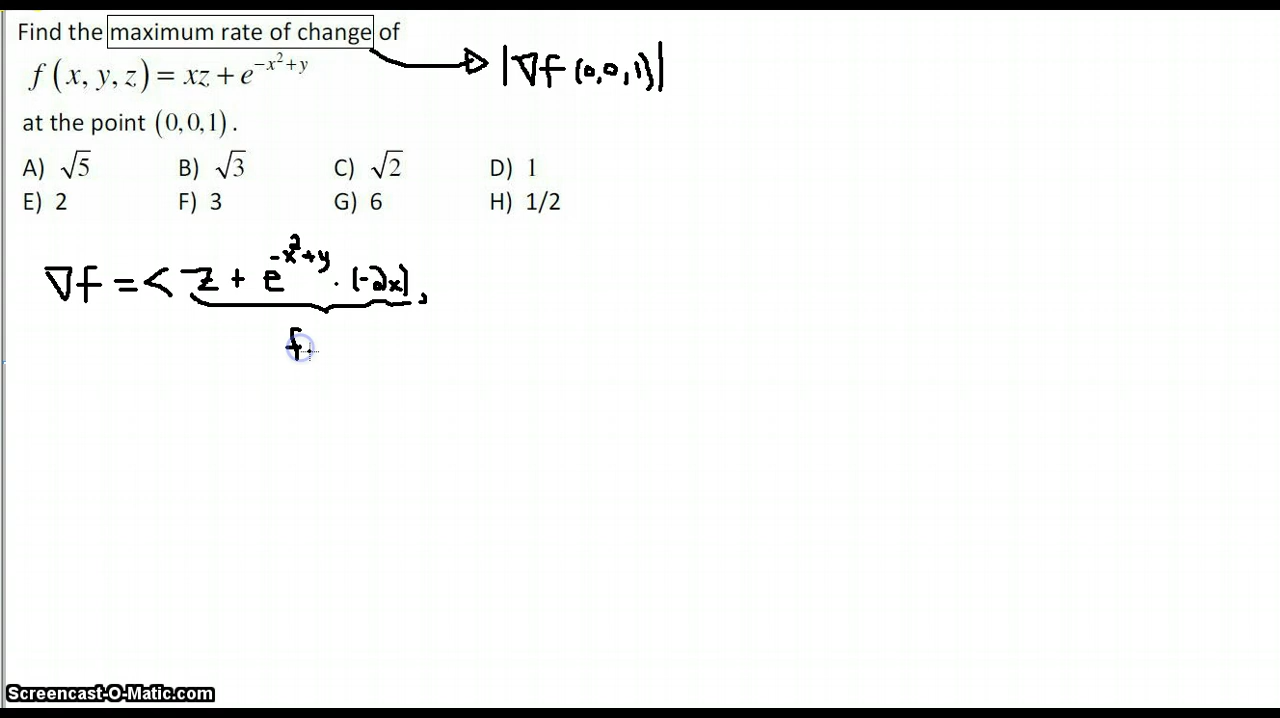 Find the maximum rate of change of
f(x, y, z) = xz + e^{-x²+y}
|∇f(0,0,1)|
at the point (0,0,1).
A) √5 B) √3 C) √2 D) 1
E) 2 F) 3 G) 6 H) 1/2
∇f = < z + e^{-x²+y} · (-2x),
f
Screencast-O-Matic.com